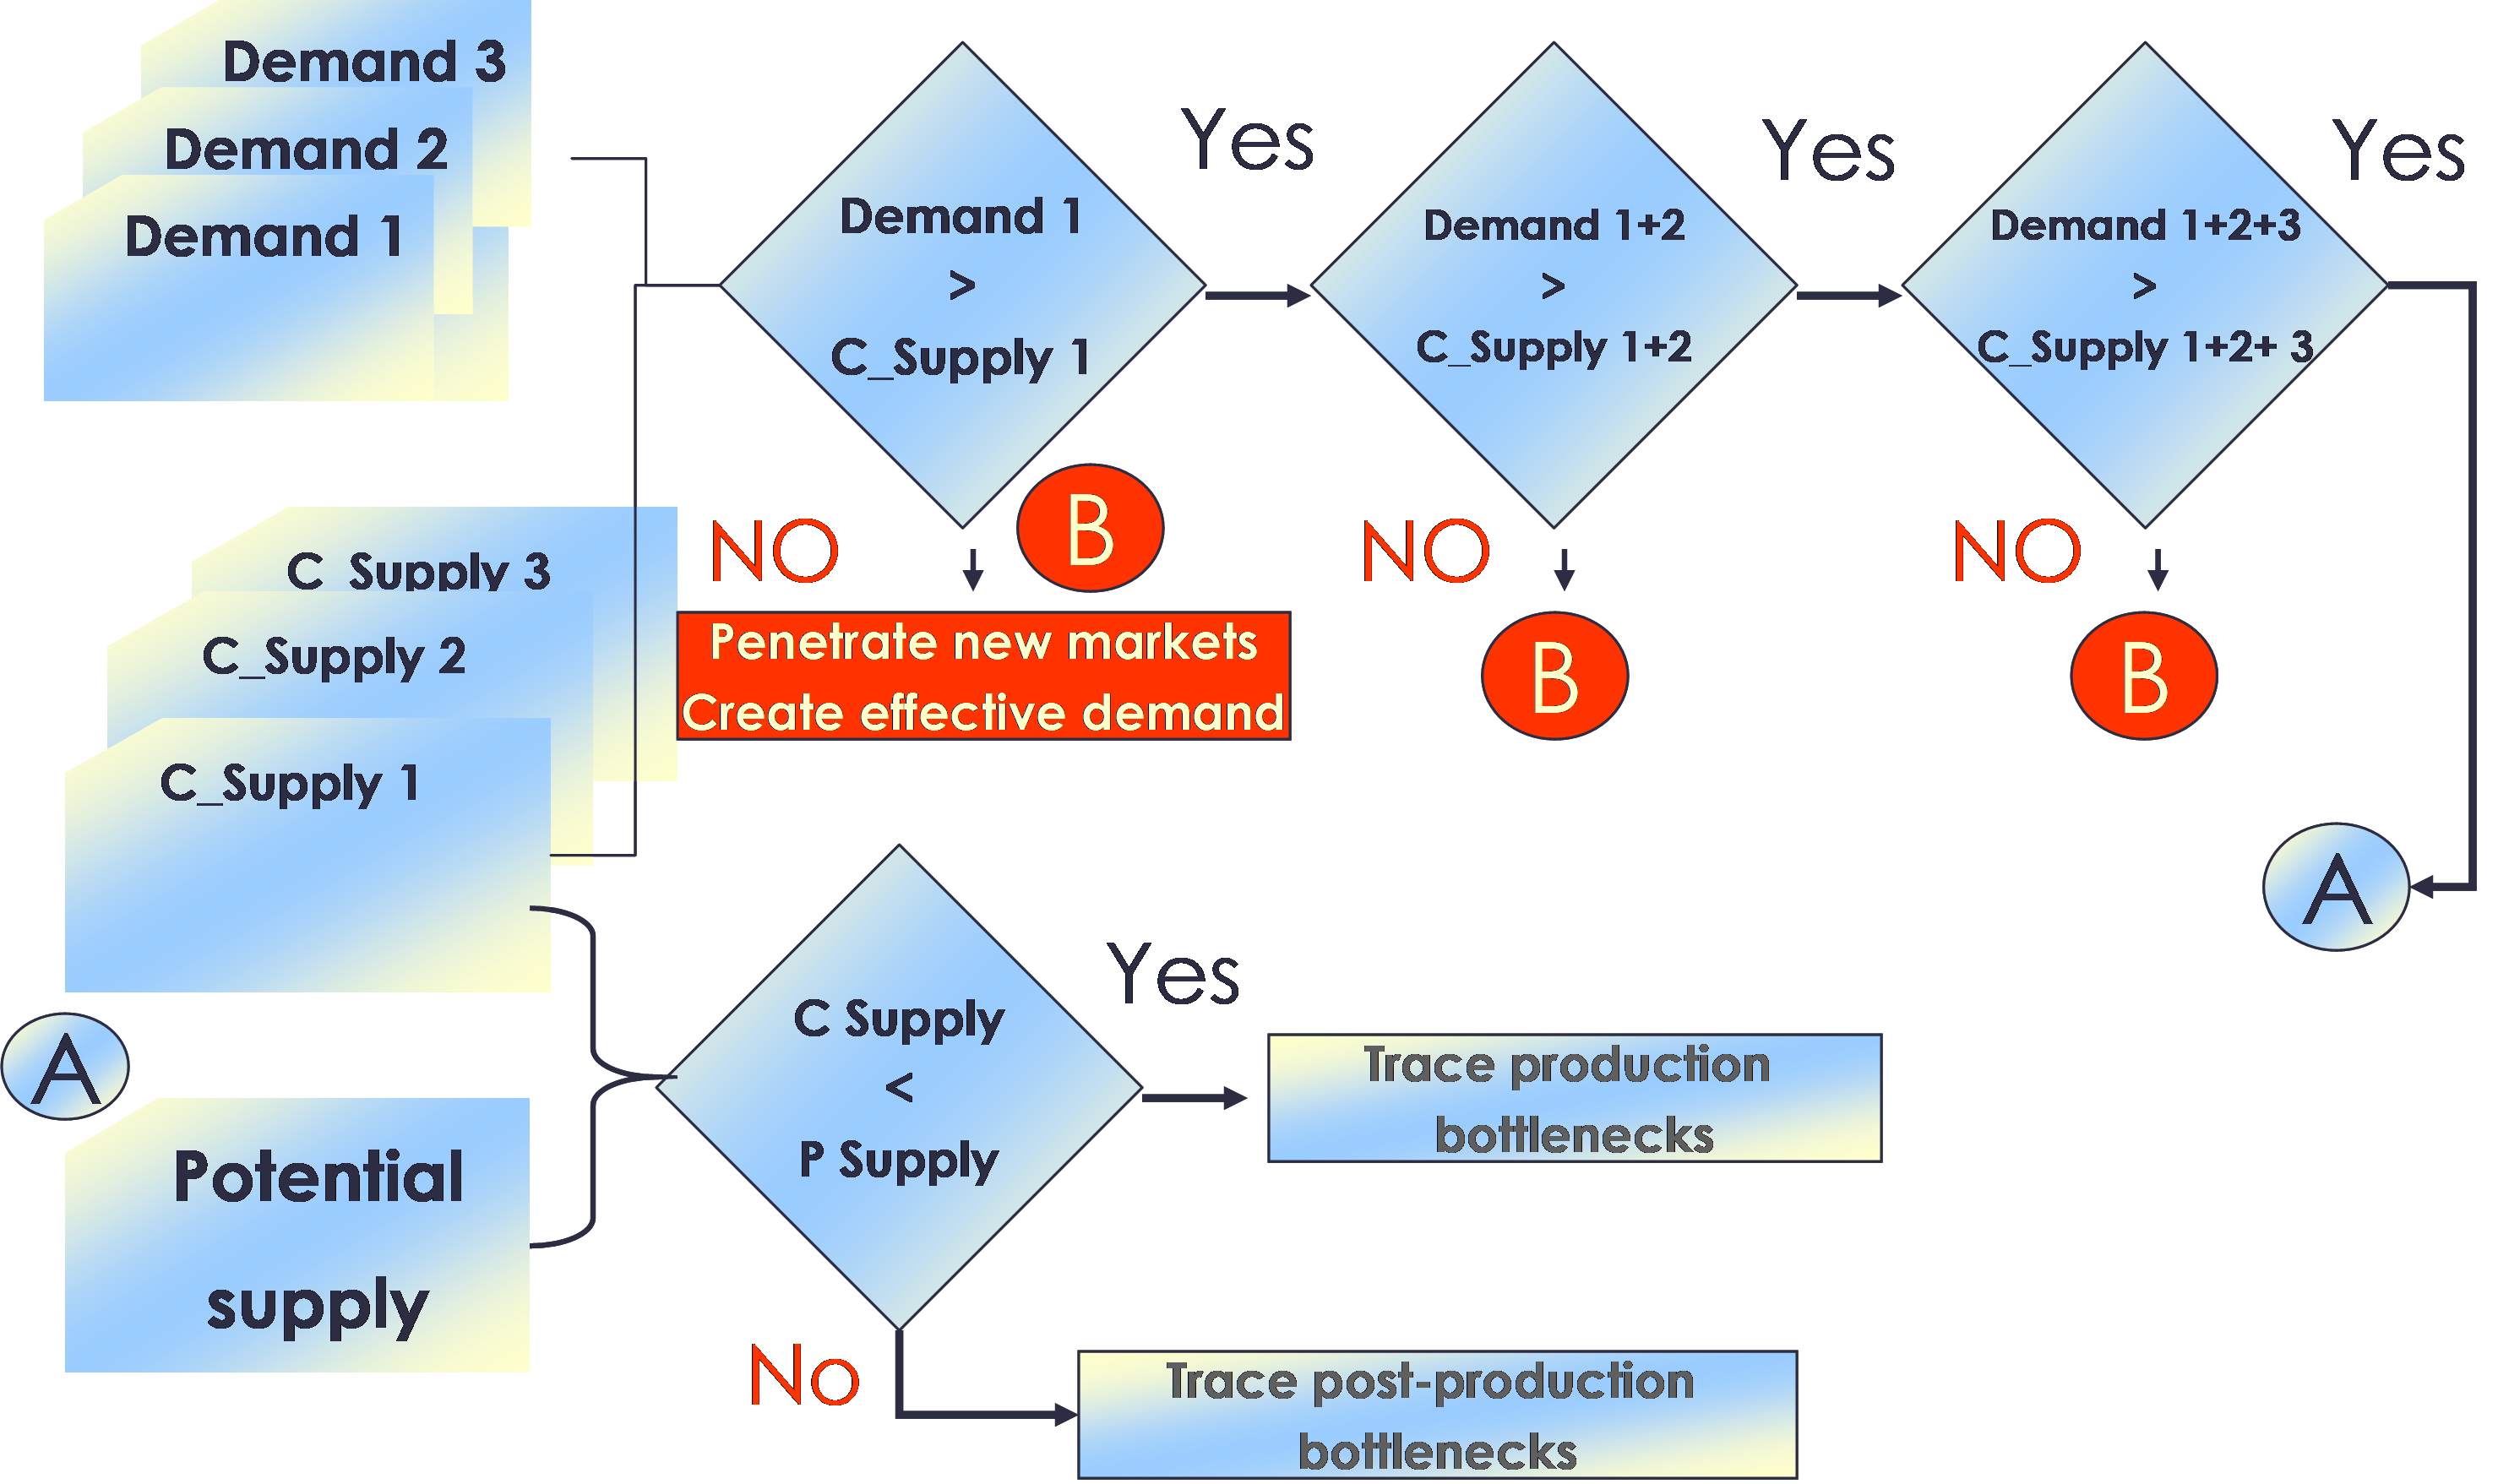 Demand 3
Demand 2
Demand 1
Demand 1
>
C_Supply 1
Yes
Demand 1+2
>
C_Supply 1+2
Yes
Demand 1+2+3
>
C_Supply 1+2+ 3
Yes
NO
B
Penetrate new markets
Create effective demand
NO
B
NO
B
C Supply 3
C_Supply 2
C_Supply 1
A
A
Potential
supply
C Supply
<
P Supply
Yes
Trace production
bottlenecks
No
Trace post-production
bottlenecks